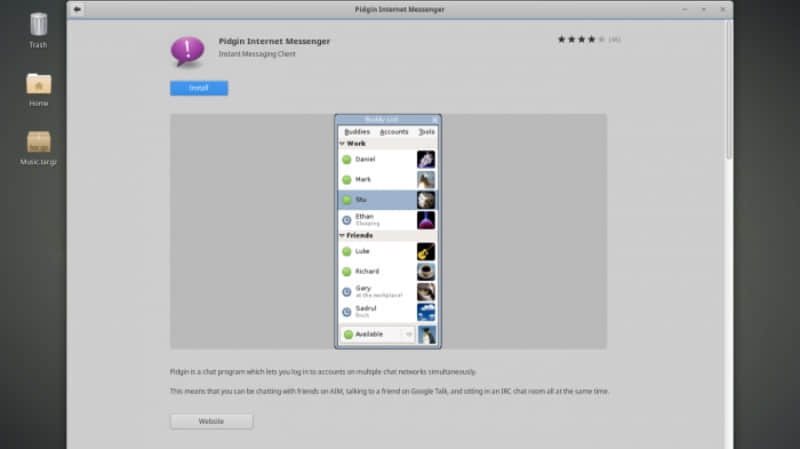 Pidgin Internet Messenger
Trash
Home
Music.tar.gz
Pidgin Internet Messenger
Instant Messaging Client
Install
Buddy List
Buddies Accounts Tools
Work
Daniel
Mark
Stu
Ethan
Sleeping
Friends
Luke
Richard
Gary
at the workplace!
Sadrul
Available
Pidgin is a chat program which lets you log in to accounts on multiple chat networks simultaneously.
This means that you can be chatting with friends on AIM, talking to a friend on Google Talk, and sitting in an IRC chat room all at the same time.
Website